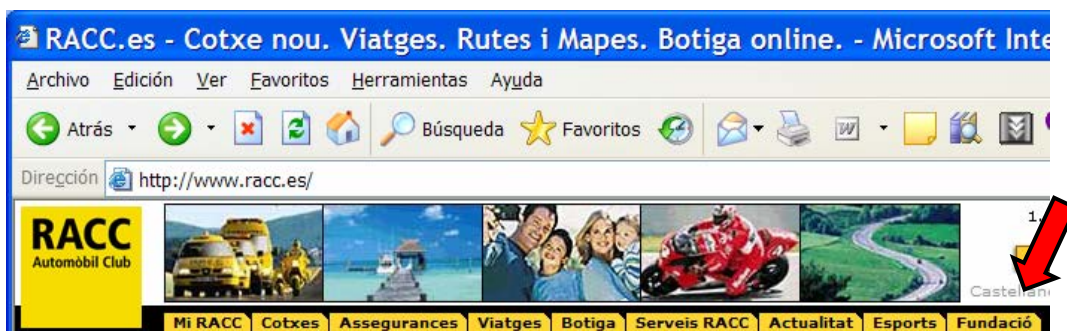 RACC.es - Cotxe nou. Viatges. Rutes i Mapes. Botiga online. - Microsoft Inte
Archivo Edición Ver Favoritos Herramientas Ayuda
Atrás Búsqueda Favoritos
Dirección http://www.racc.es/
RACC
Automòbil Club
1.
Mi RACC Cotxes Assegurances Viatges Botiga Serveis RACC Actualitat Esports Fundació